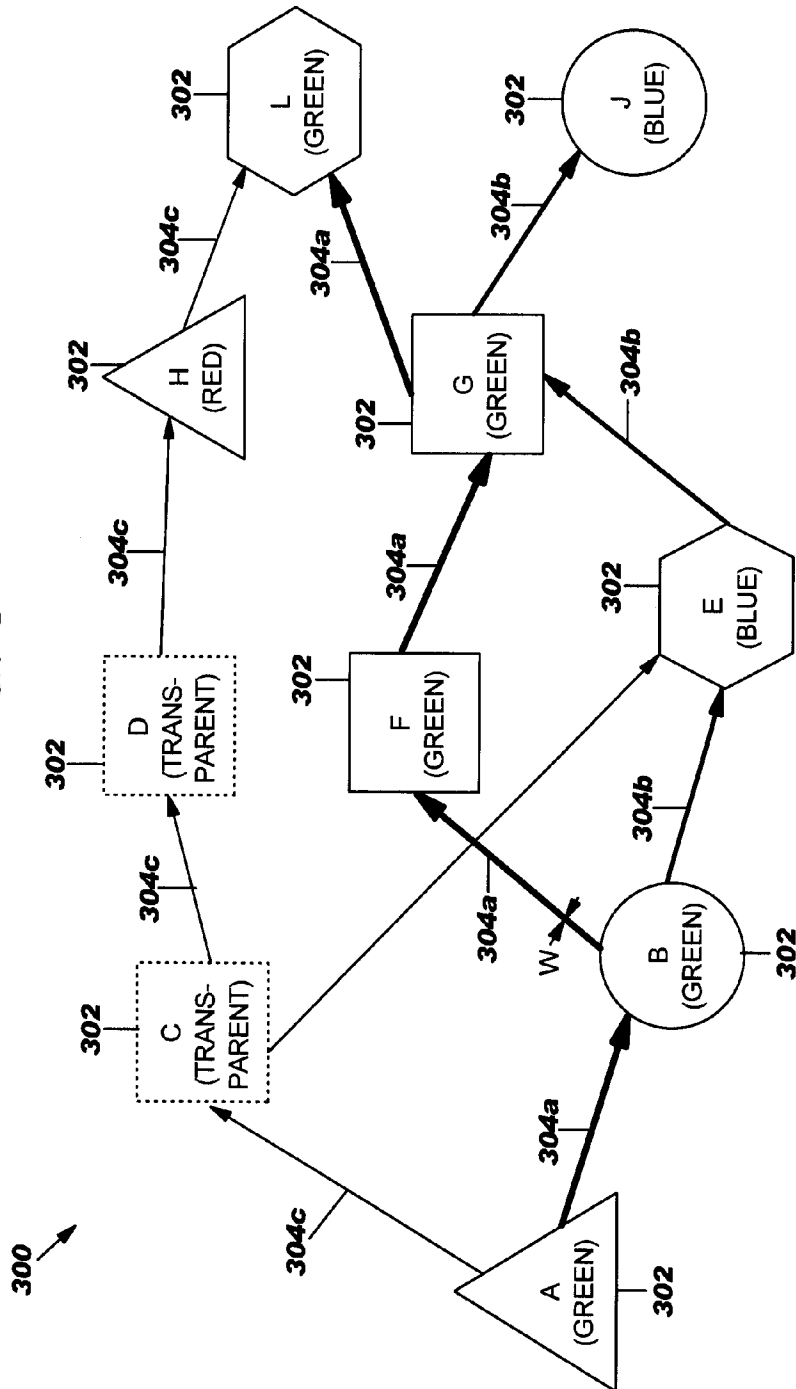 300
302
302
304c
302
304c
304c
302
D
(TRANS-
PARENT)
C
(TRANS-
PARENT)
H
(RED)
L
(GREEN)
304c
304a
302
302
304a
F
(GREEN)
G
(GREEN)
304b
302
304a
W
A
(GREEN)
304a
304b
304b
302
J
(BLUE)
B
(GREEN)
E
(BLUE)
302
302
302